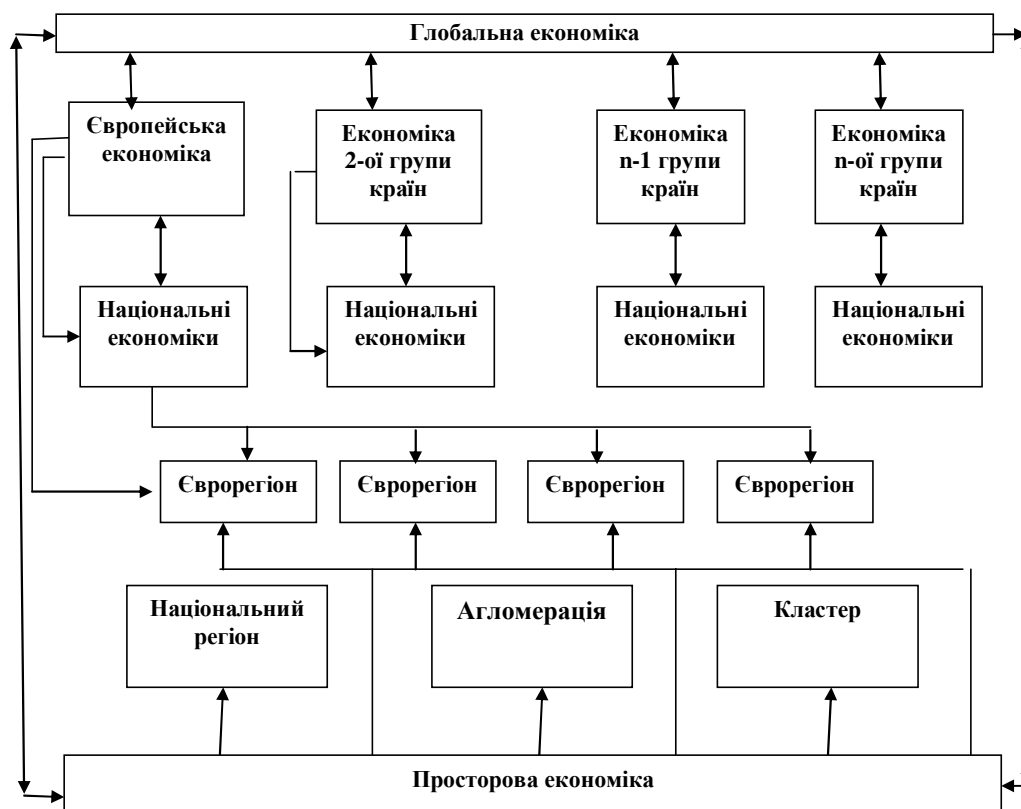 Глобальна економіка
Європейська
економіка
Економіка
2-ої групи
країн
Економіка
n-1 групи
країн
Економіка
n-ої групи
країн
Національні
економіки
Національні
економіки
Національні
економіки
Національні
економіки
Єврорегіон
Єврорегіон
Єврорегіон
Єврорегіон
Національний
регіон
Агломерація
Кластер
Просторова економіка